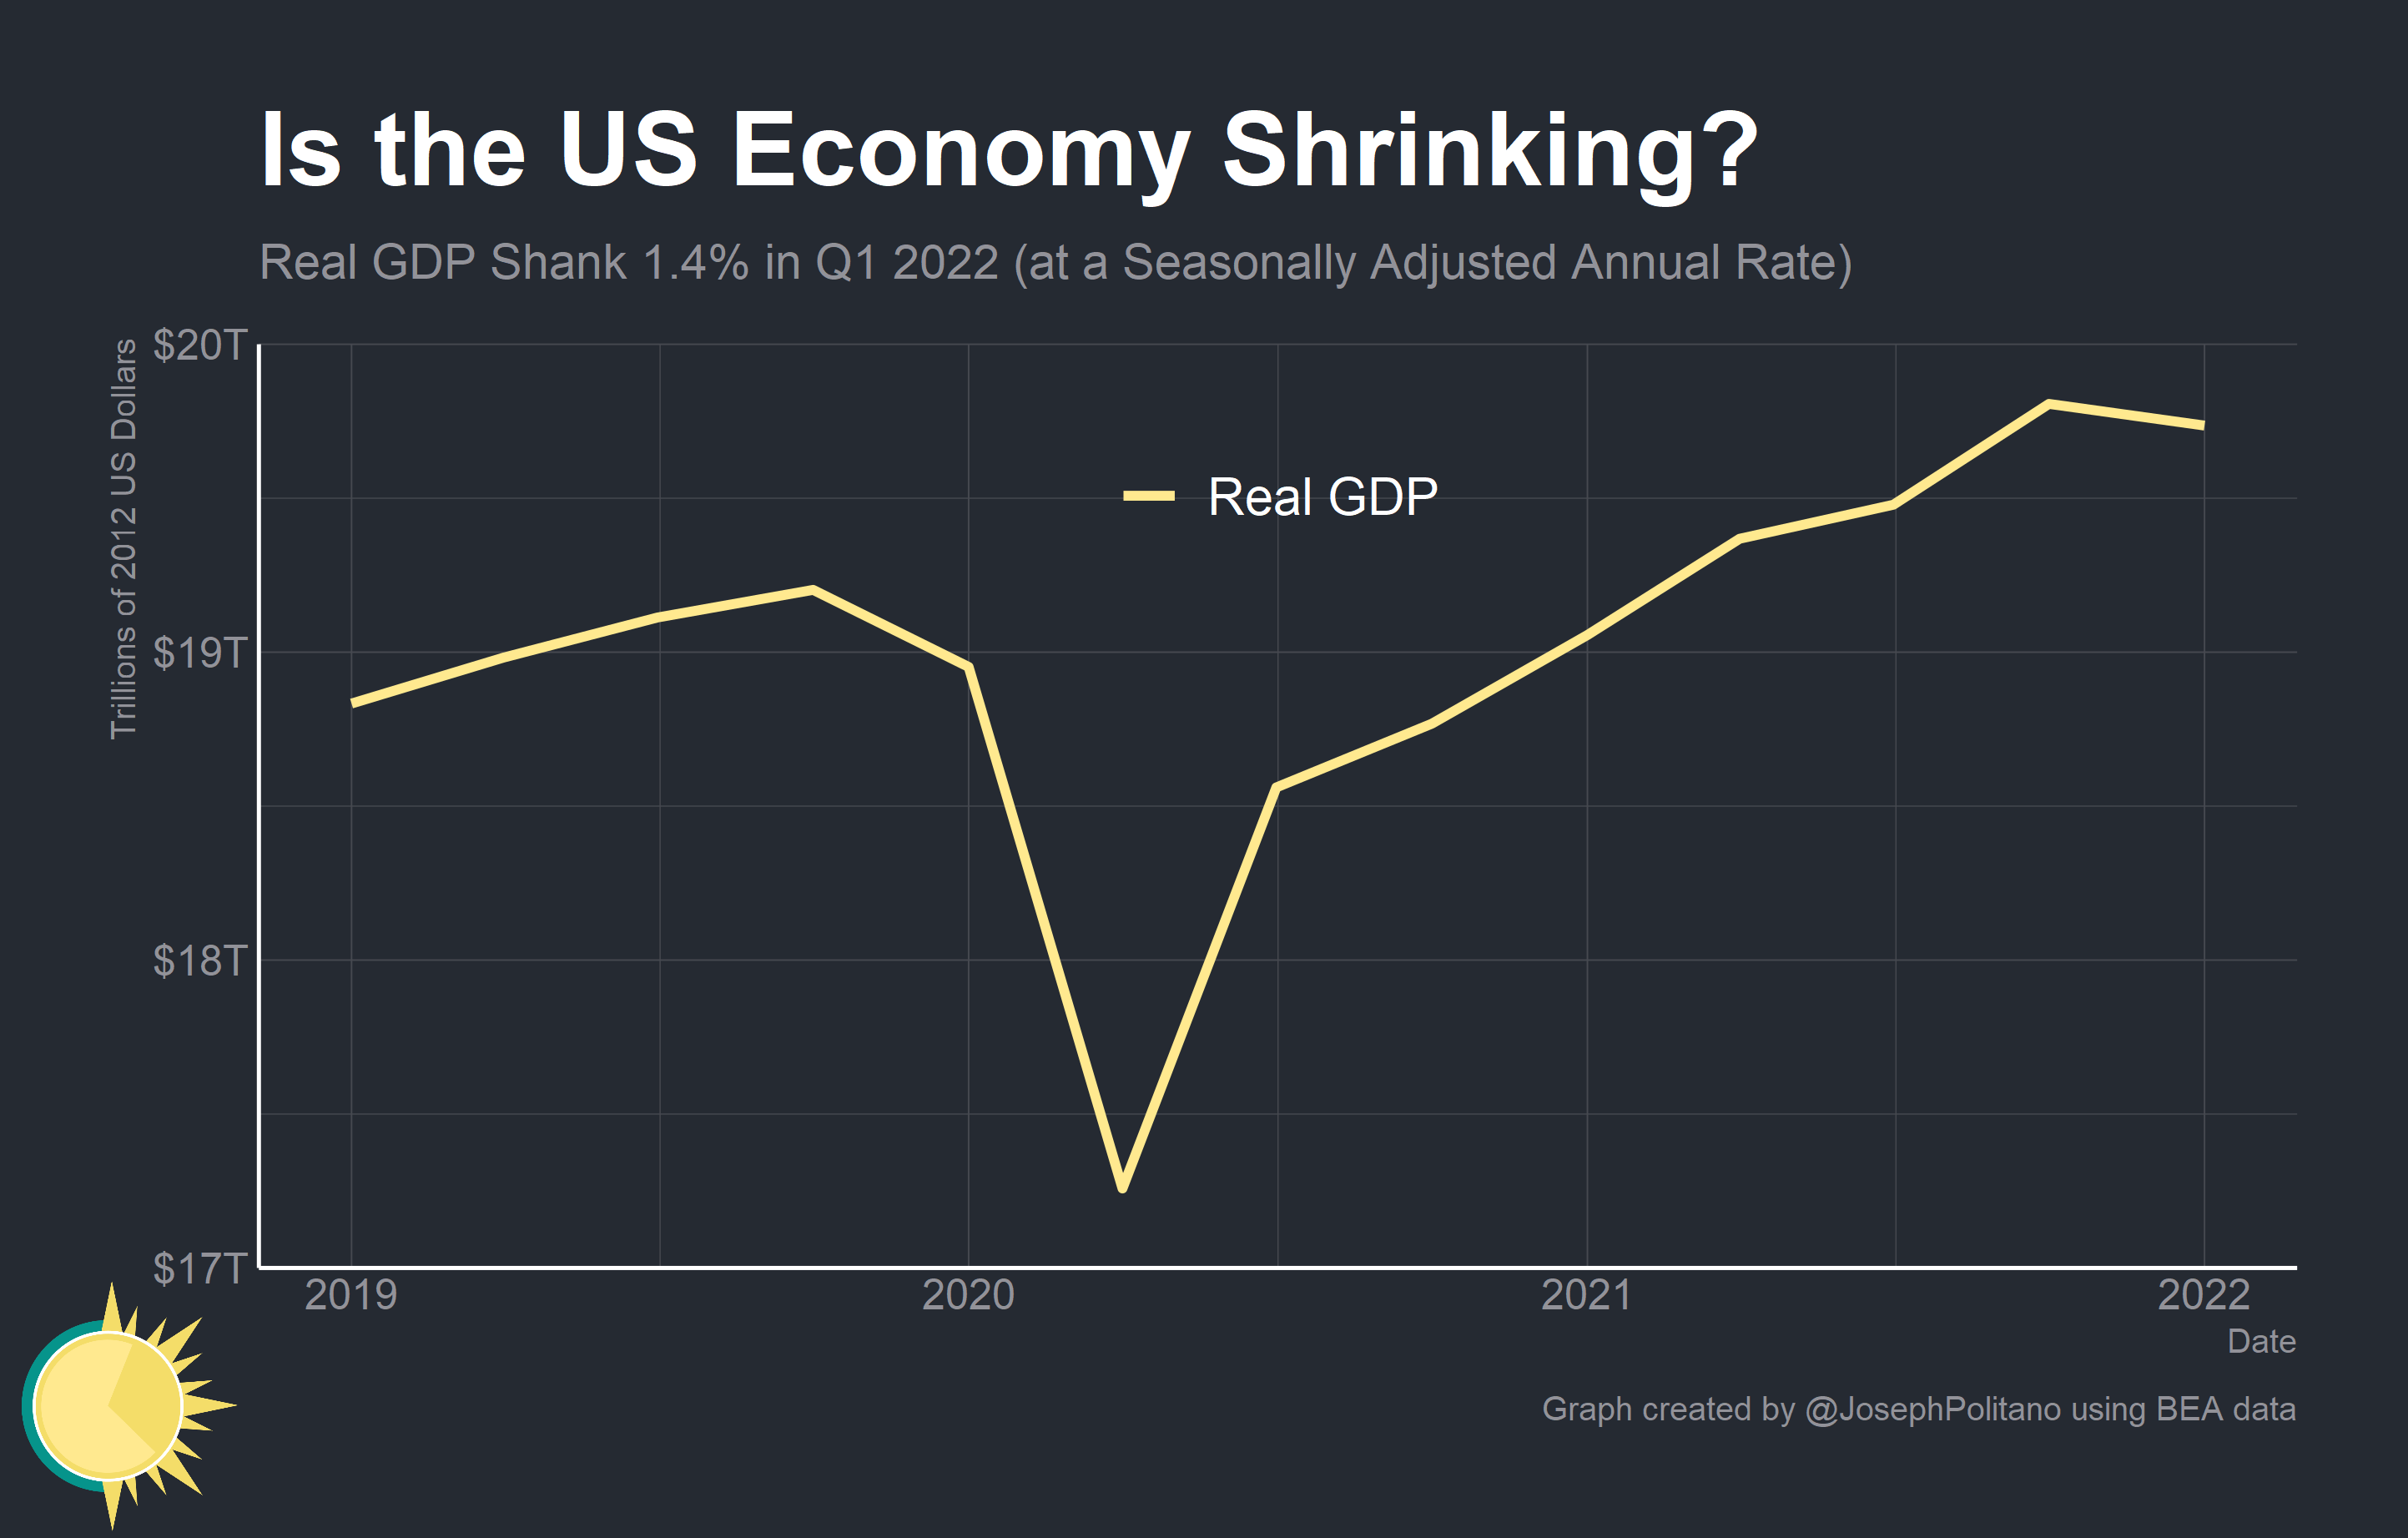 Is the US Economy Shrinking?
Real GDP Shank 1.4% in Q1 2022 (at a Seasonally Adjusted Annual Rate)
Trillions of 2012 US Dollars
$20T
$19T
$18T
$17T
Real GDP
2019 2020 2021 2022
Date
Graph created by @JosephPolitano using BEA data